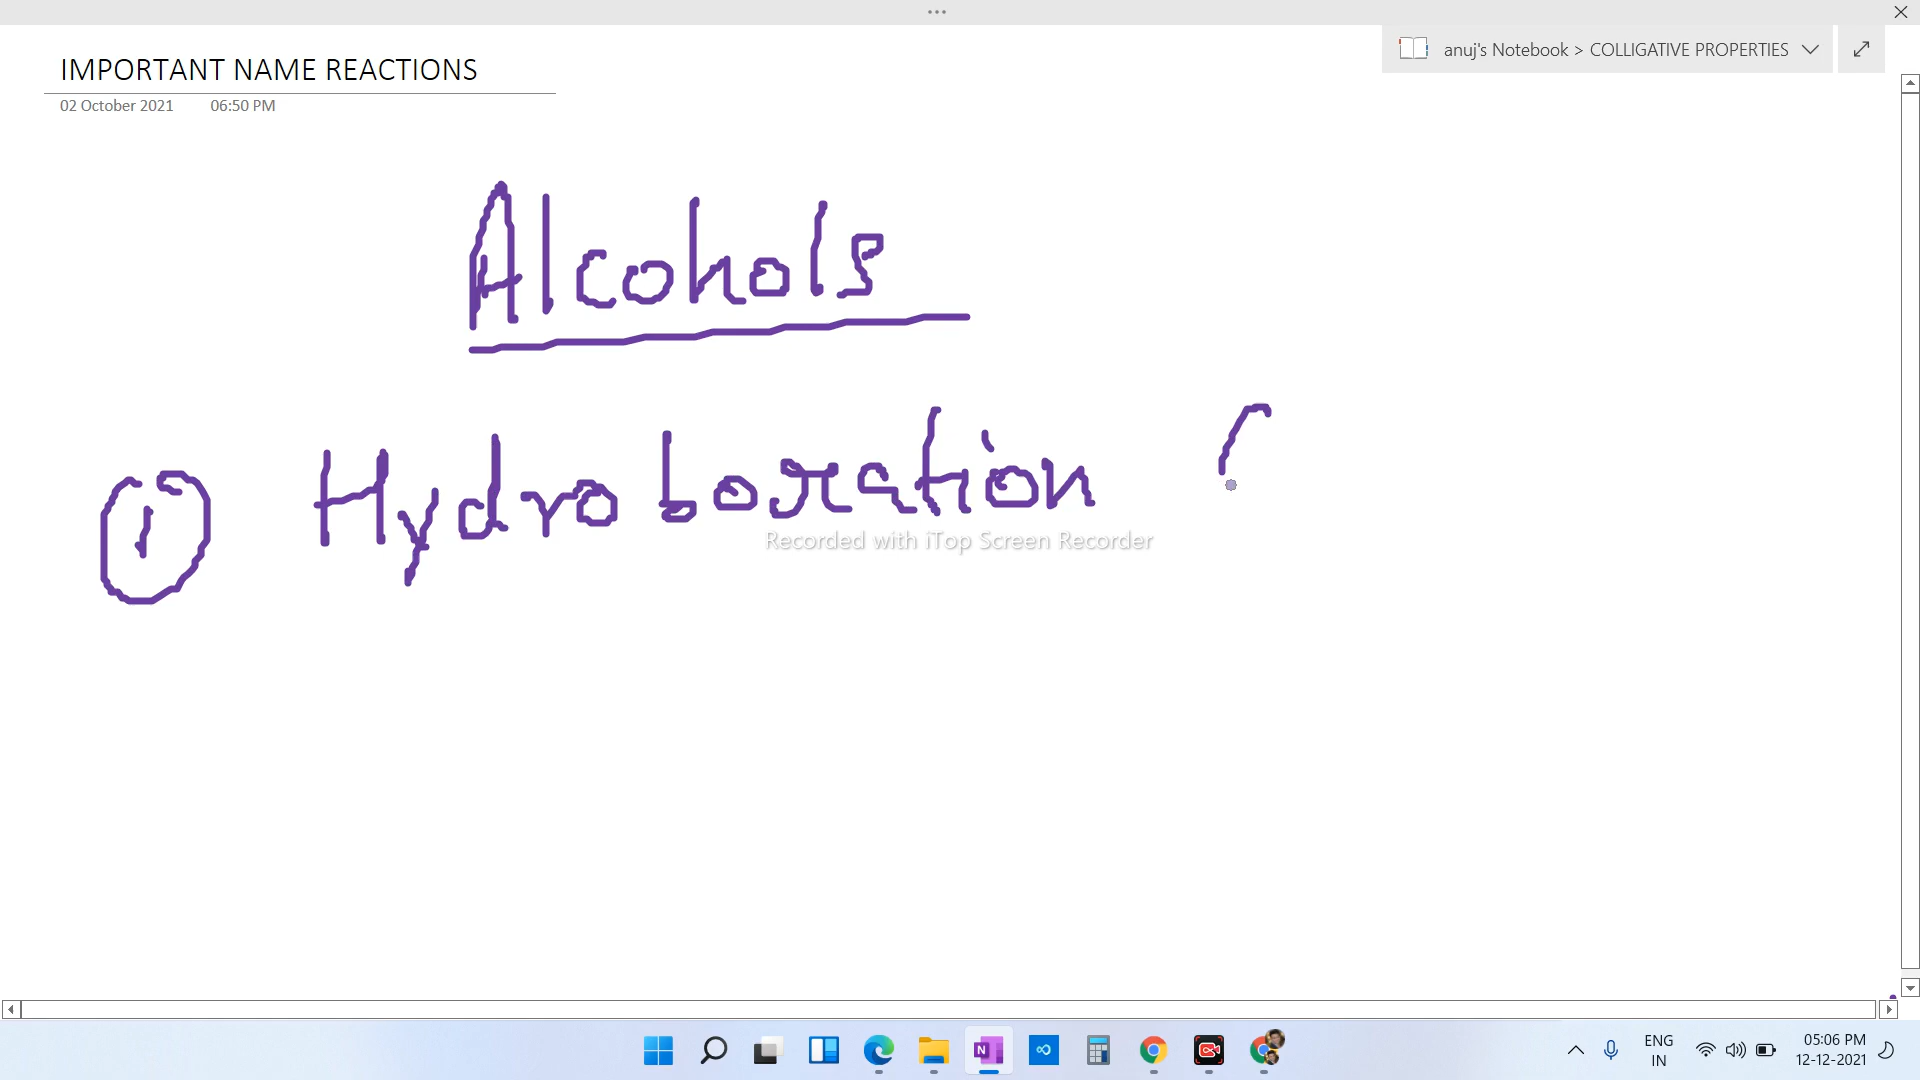 anuj's Notebook > COLLIGATIVE PROPERTIES
IMPORTANT NAME REACTIONS
02 October 2021 06:50 PM
Alcohols
① Hydroboration (
Recorded with iTop Screen Recorder
ENG
IN
05:06 PM
12-12-2021